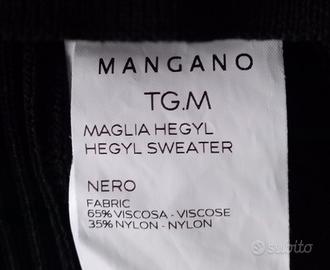 MANGANO
TG.M
MAGLIA HEGYL
HEGYL SWEATER
NERO
FABRIC
65% VISCOSA - VISCOSE
35% NYLON - NYLON
subito